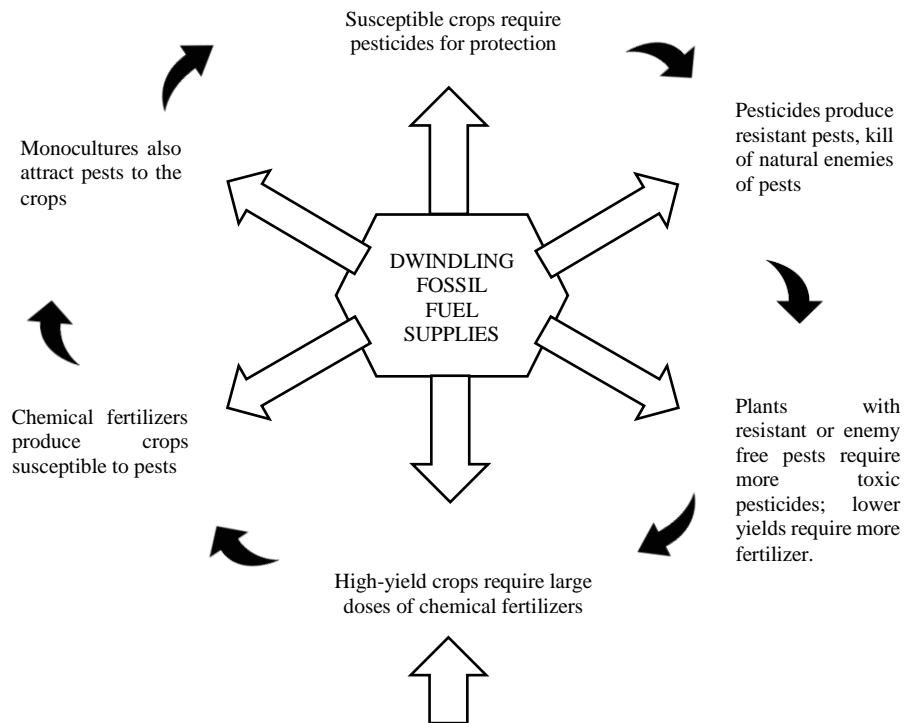 Susceptible crops require
pesticides for protection
Pesticides produce
resistant pests, kill
of natural enemies
of pests
Monocultures also
attract pests to the
crops
DWINDLING
FOSSIL
FUEL
SUPPLIES
Chemical fertilizers
produce crops
susceptible to pests
Plants with
resistant or enemy
free pests require
more toxic
pesticides; lower
yields require more
fertilizer.
High-yield crops require large
doses of chemical fertilizers